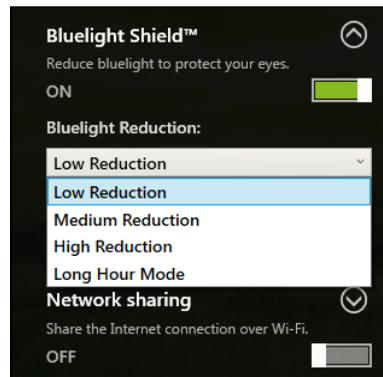 Bluelight Shield™
Reduce bluelight to protect your eyes.
ON
Bluelight Reduction:
Low Reduction
Low Reduction
Medium Reduction
High Reduction
Long Hour Mode
Network sharing
Share the Internet connection over Wi-Fi.
OFF